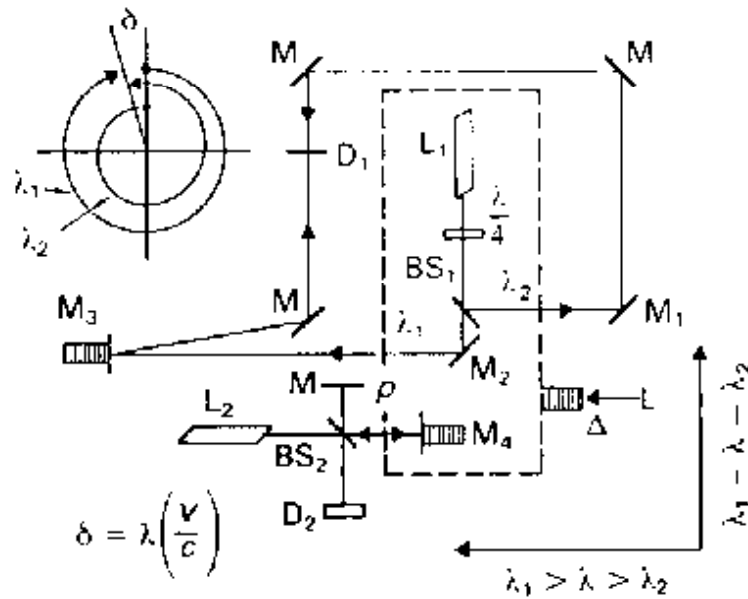 δ
M
M
D₁
L₁
λ/4
λ₁
λ₂
BS₁
λ₂
M₃
M
λ₁
M₁
M₂
M
ρ
L₂
L
BS₂
M₄
Δ
D₂
δ = λ(v/c)
λ₁ > λ > λ₂
λ₁ – λ – λ₂